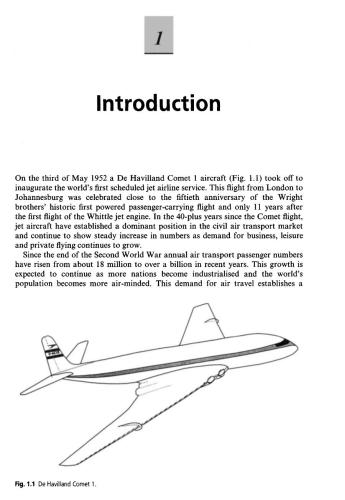 1
Introduction
On the third of May 1952 a De Havilland Comet 1 aircraft (Fig. 1.1) took off to
inaugurate the world's first scheduled jet airline service. This flight from London to
Johannesburg was celebrated close to the fiftieth anniversary of the Wright
brothers' historic first powered passenger-carrying flight and only 11 years after
the first flight of the Whittle jet engine. In the 40-plus years since the Comet flight,
jet aircraft have established a dominant position in the civil air transport market
and continue to show steady increase in numbers as demand for business, leisure
and private flying continues to grow.
Since the end of the Second World War annual air transport passenger numbers
have risen from about 18 million to over a billion in recent years. This growth is
expected to continue as more nations become industrialised and the world's
population becomes more air-minded. This demand for air travel establishes a
Fig. 1.1 De Havilland Comet 1.